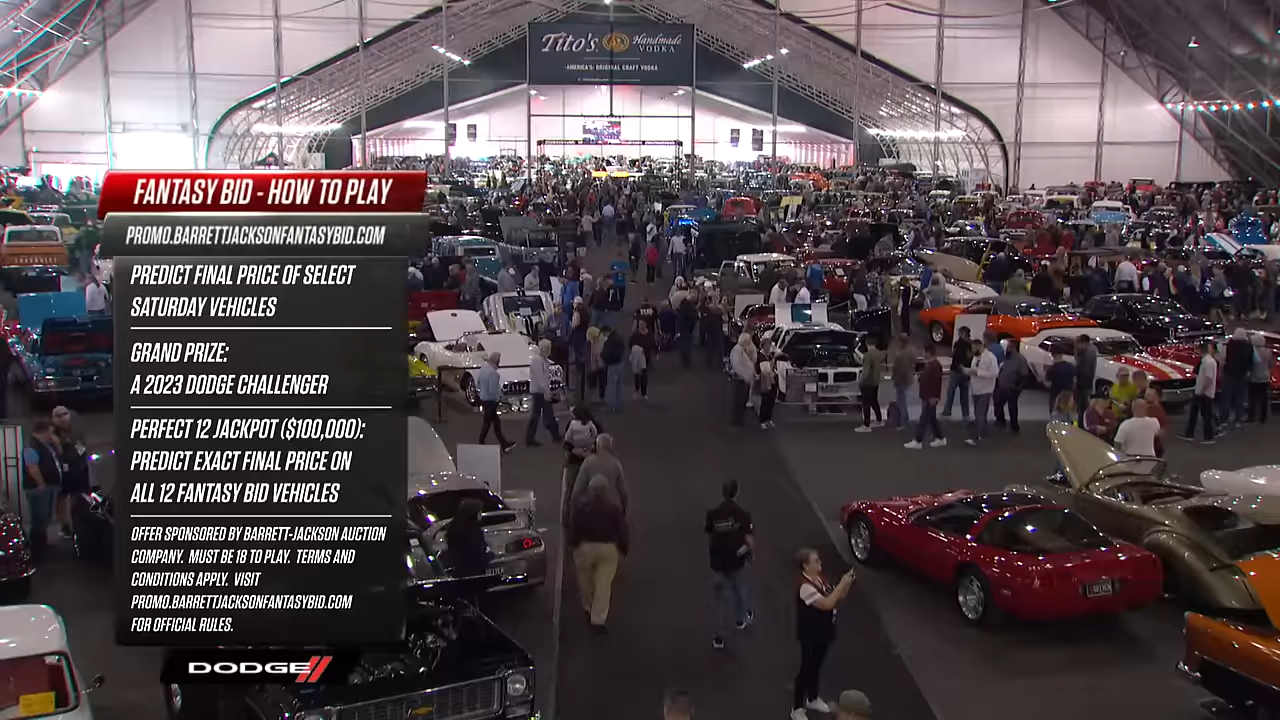 Tito's Handmade
VODKA
·AMERICA'S ORIGINAL CRAFT VODKA·
FANTASY BID - HOW TO PLAY
PROMO.BARRETTJACKSONFANTASYBID.COM
PREDICT FINAL PRICE OF SELECT
SATURDAY VEHICLES
GRAND PRIZE:
A 2023 DODGE CHALLENGER
PERFECT 12 JACKPOT ($100,000):
PREDICT EXACT FINAL PRICE ON
ALL 12 FANTASY BID VEHICLES
OFFER SPONSORED BY BARRETT-JACKSON AUCTION
COMPANY. MUST BE 18 TO PLAY. TERMS AND
CONDITIONS APPLY. VISIT
PROMO.BARRETTJACKSONFANTASYBID.COM
FOR OFFICIAL RULES.
DODGE